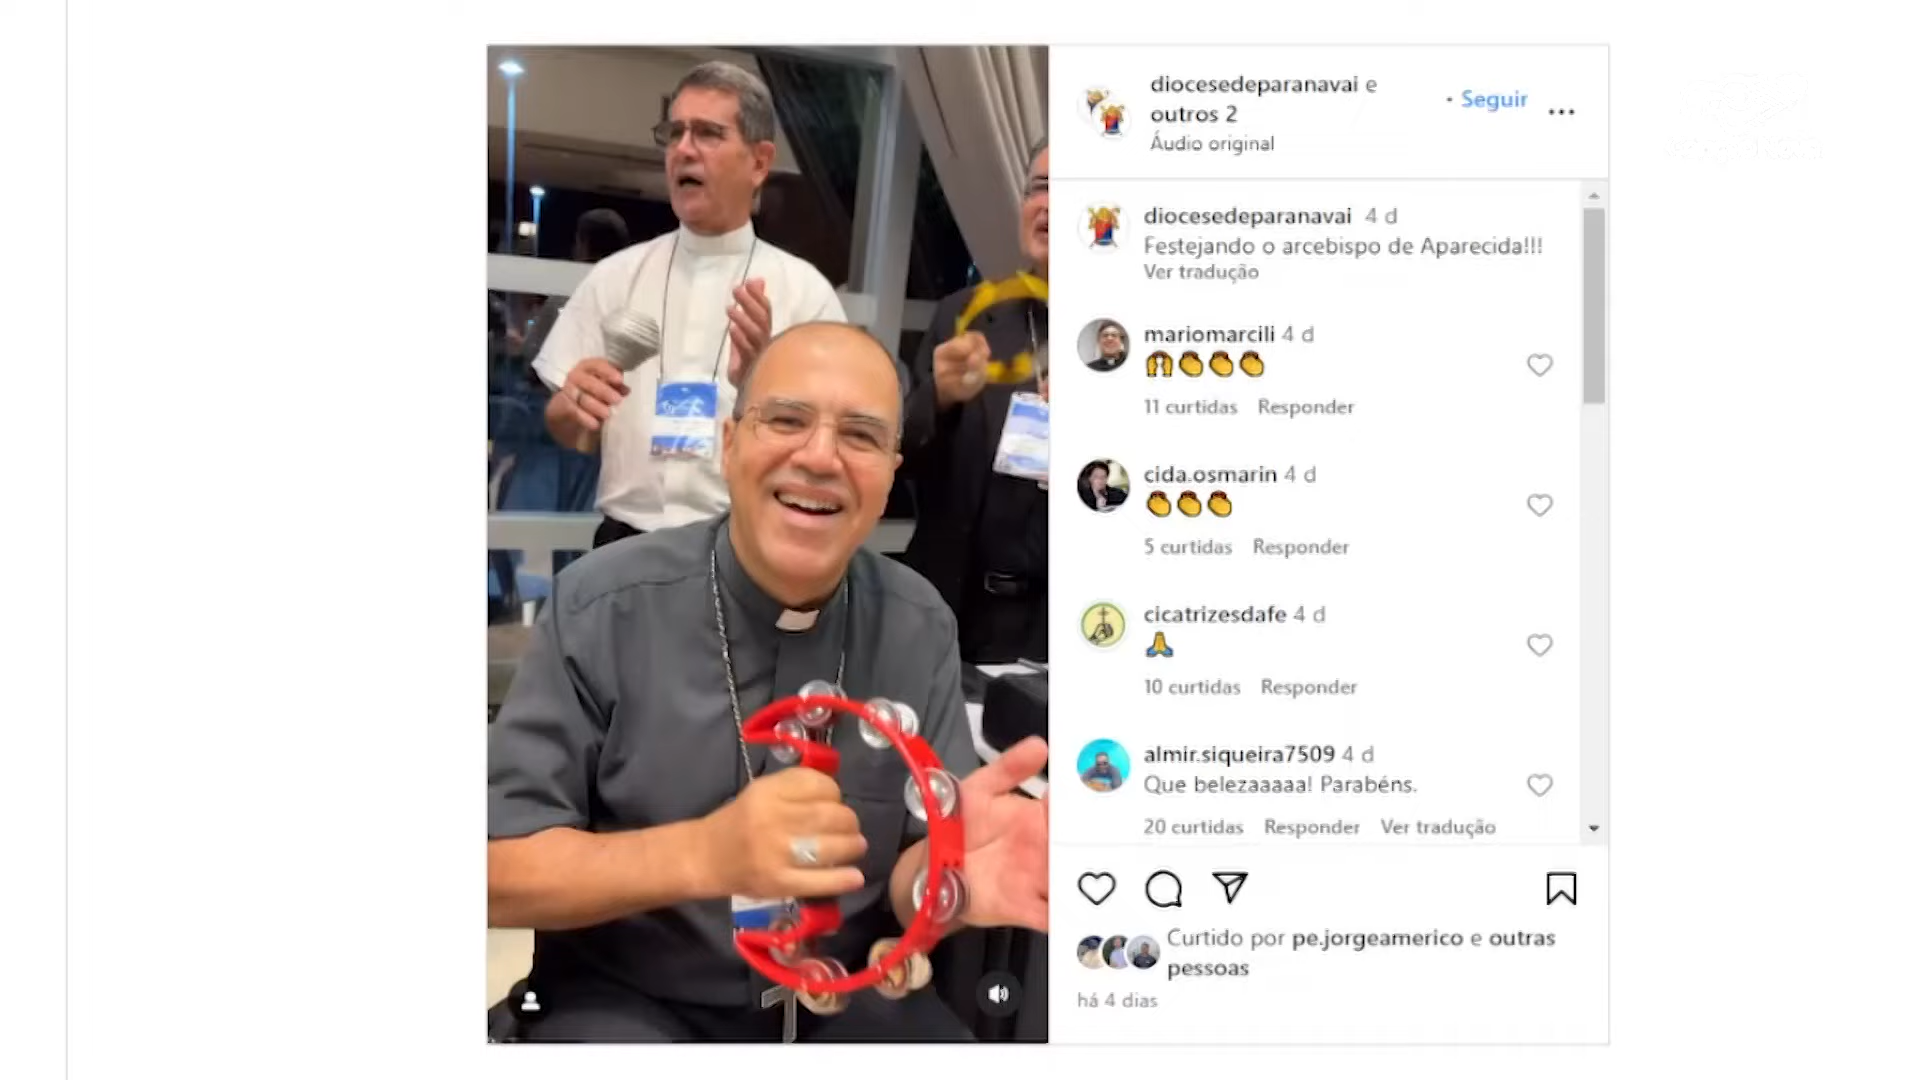 diocesedeparanavai e
outros 2
Áudio original
• Seguir
diocesedeparanavai 4 d
Festejando o arcebispo de Aparecida!!!
Ver tradução
mariomarcili 4 d
🙌👏👏👏
11 curtidas Responder
cida.osmarin 4 d
👏👏👏
5 curtidas Responder
cicatrizesdafe 4 d
🙏
10 curtidas Responder
almir.siqueira7509 4 d
Que belezaaaaa! Parabéns.
20 curtidas Responder Ver tradução
Curtido por pe.jorgeamerico e outras
pessoas
há 4 dias